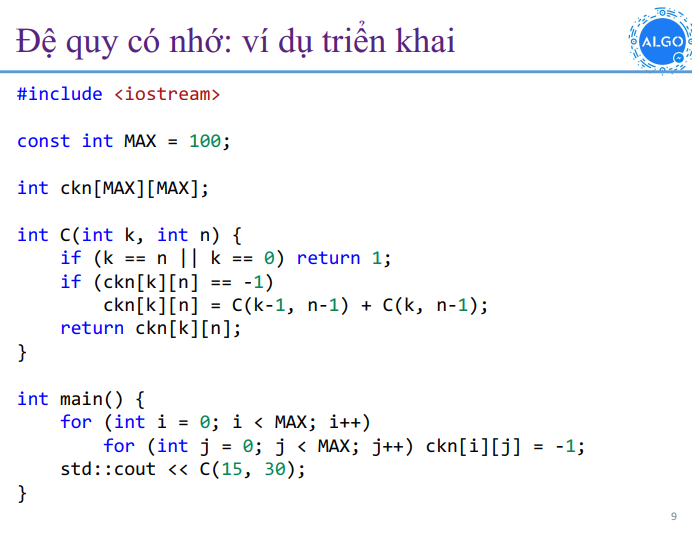 Đệ quy có nhớ: ví dụ triển khai
ALGO
#include <iostream>
const int MAX = 100;
int ckn[MAX][MAX];
int C(int k, int n) {
    if (k == n || k == 0) return 1;
    if (ckn[k][n] == -1)
        ckn[k][n] = C(k-1, n-1) + C(k, n-1);
    return ckn[k][n];
}
int main() {
    for (int i = 0; i < MAX; i++)
        for (int j = 0; j < MAX; j++) ckn[i][j] = -1;
    std::cout << C(15, 30);
}
9